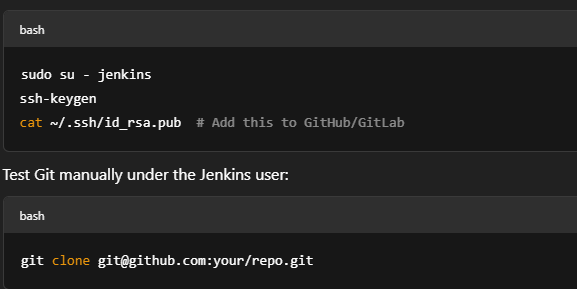 bash
sudo su - jenkins
ssh-keygen
cat ~/.ssh/id_rsa.pub  # Add this to GitHub/GitLab
Test Git manually under the Jenkins user:
bash
git clone git@github.com:your/repo.git